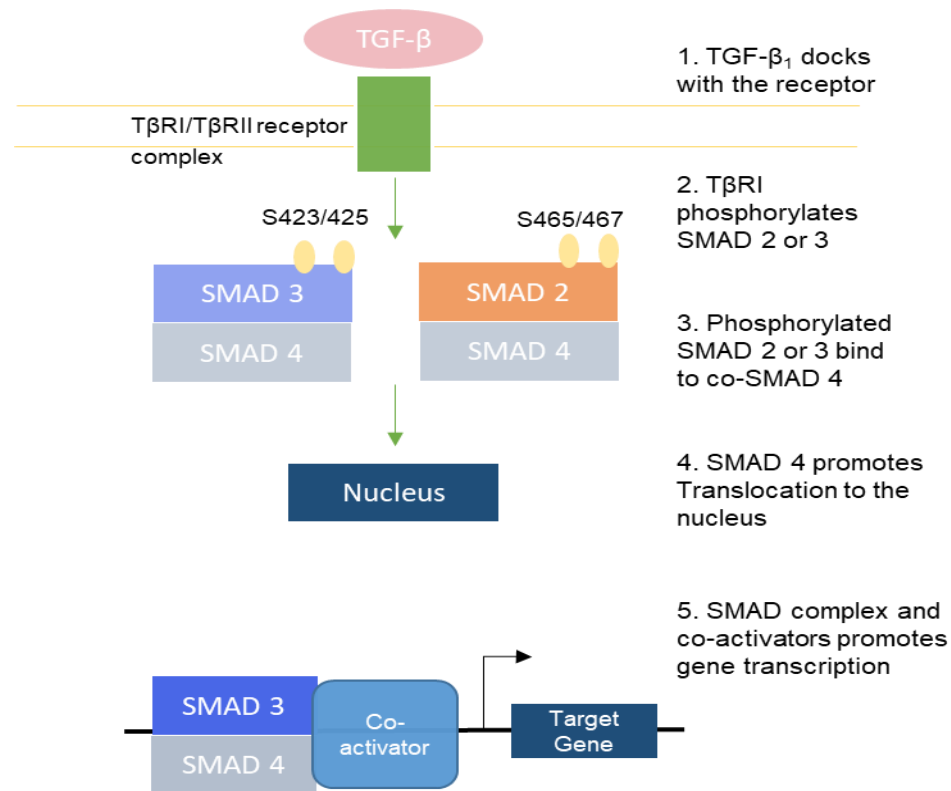 TGF-β
1. TGF-β₁ docks
with the receptor
TβRI/TβRII receptor
complex
2. TβRI
phosphorylates
SMAD 2 or 3
S423/425
S465/467
SMAD 3
SMAD 2
SMAD 4
SMAD 4
3. Phosphorylated
SMAD 2 or 3 bind
to co-SMAD 4
Nucleus
4. SMAD 4 promotes
Translocation to the
nucleus
5. SMAD complex and
co-activators promotes
gene transcription
SMAD 3
SMAD 4
Co-
activator
Target
Gene